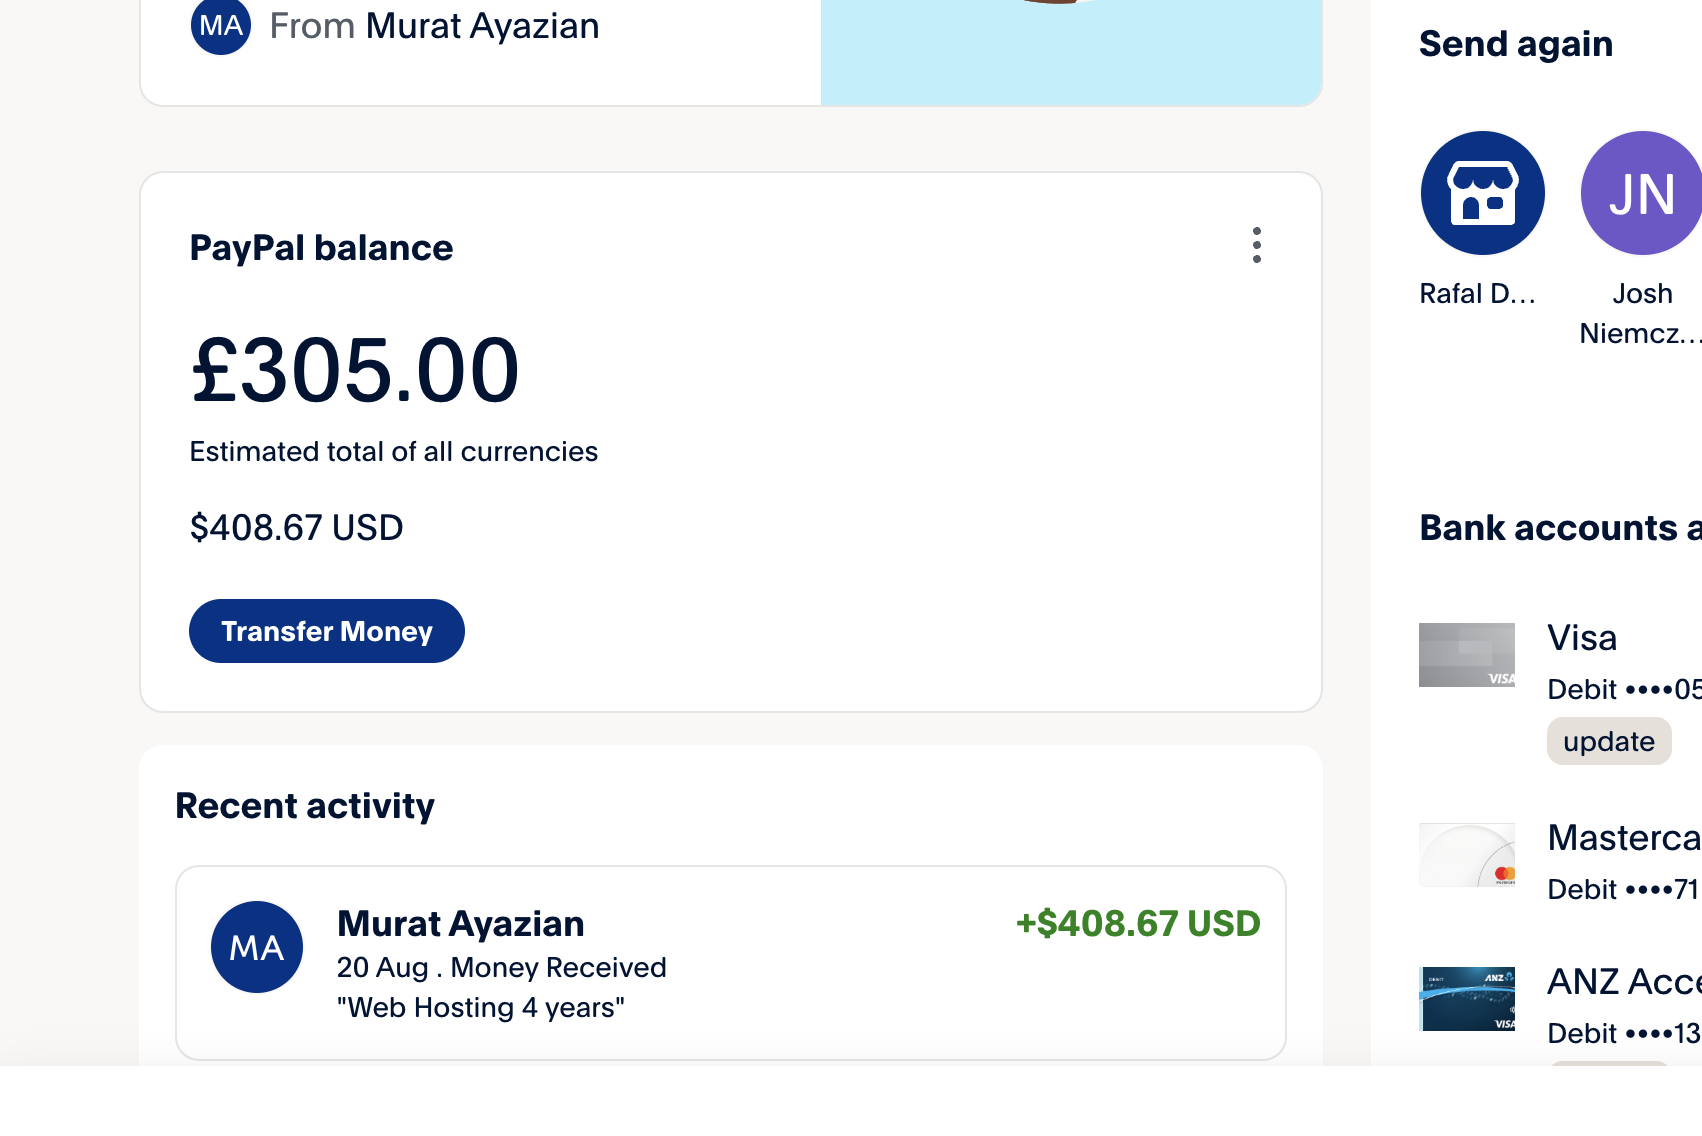 MA From Murat Ayazian
PayPal balance
£305.00
Estimated total of all currencies
$408.67 USD
Transfer Money
Recent activity
MA
Murat Ayazian
+$408.67 USD
20 Aug . Money Received
"Web Hosting 4 years"
Send again
JN
Rafal D...
Josh
Niemcz...
Bank accounts a
VISA
Visa
Debit ••••05
update
Masterca
Debit ••••71
DEBIT
ANZ
VISA
ANZ Acce
Debit ••••13